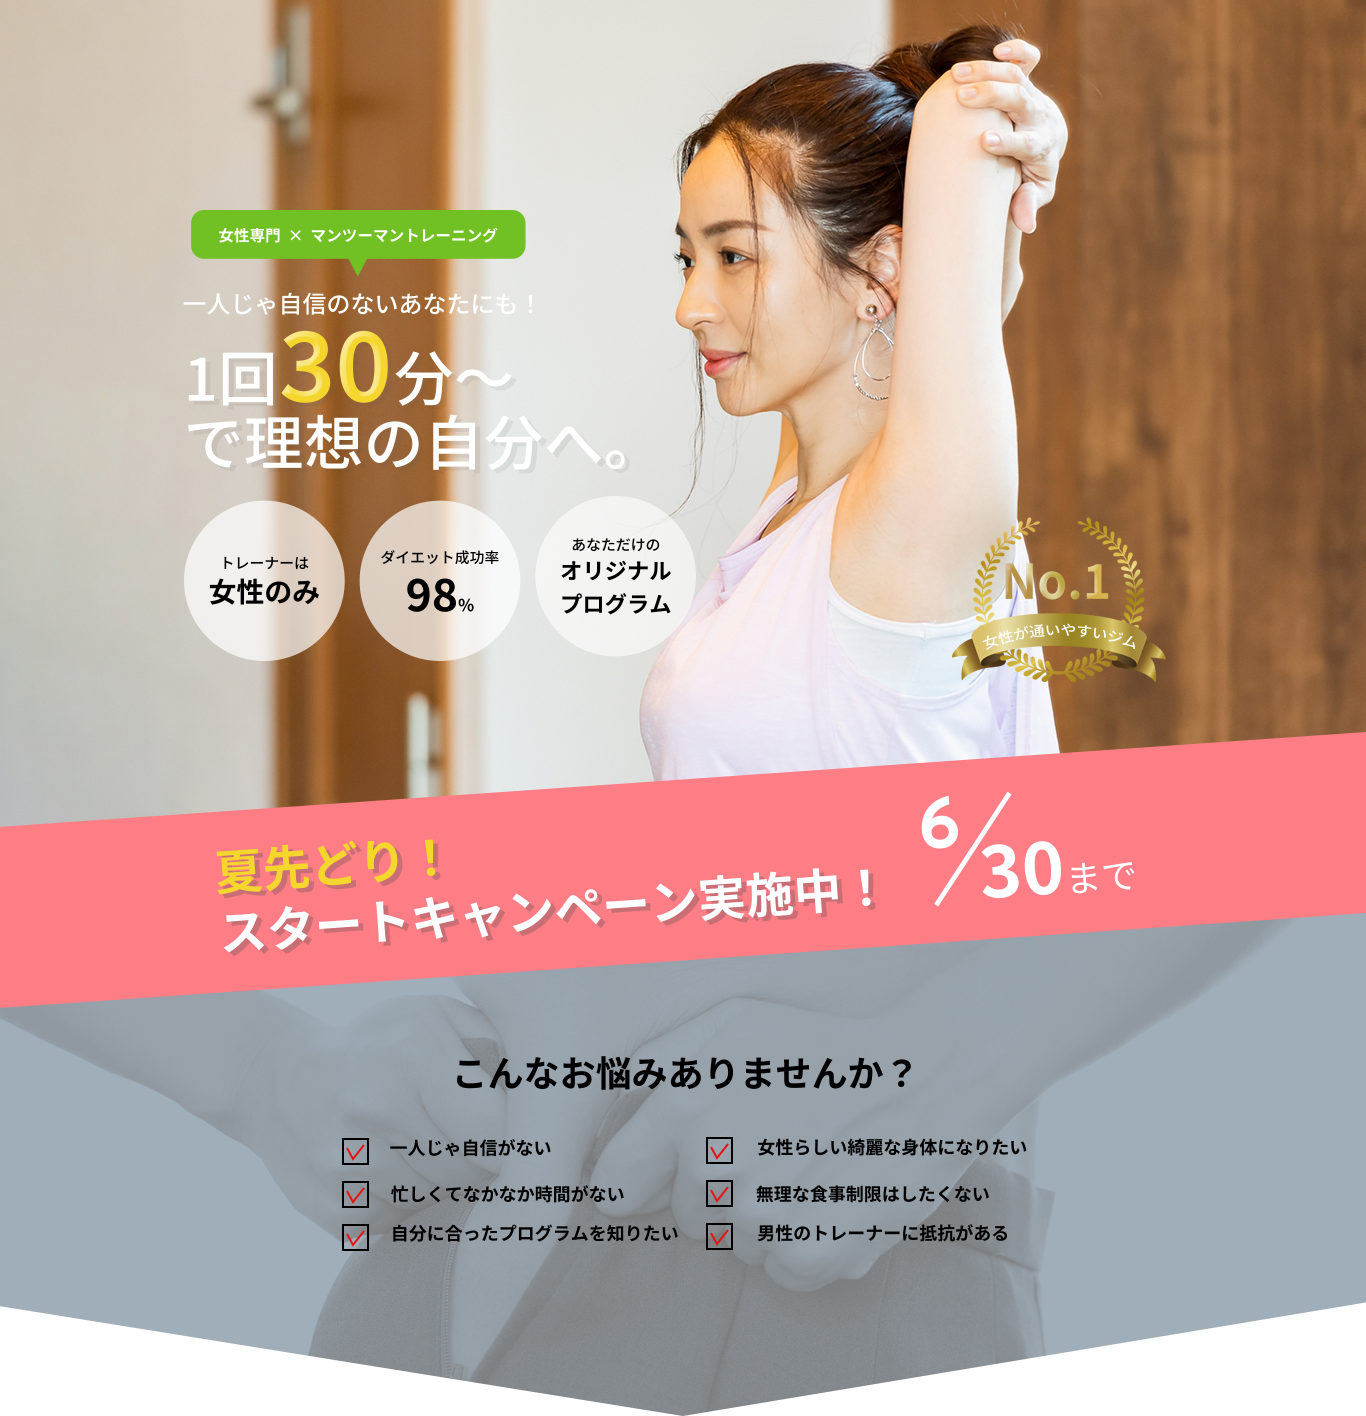 女性専門 × マンツーマントレーニング
一人じゃ自信のないあなたにも！
1回30分〜
で理想の自分へ。
トレーナーは
女性のみ
ダイエット成功率
98%
あなただけの
オリジナル
プログラム
No.1
女性が通いやすいジム
夏先どり！
スタートキャンペーン実施中！
6/30まで
こんなお悩みありませんか？
一人じゃ自信がない
忙しくてなかなか時間がない
自分に合ったプログラムを知りたい
女性らしい綺麗な身体になりたい
無理な食事制限はしたくない
男性のトレーナーに抵抗がある